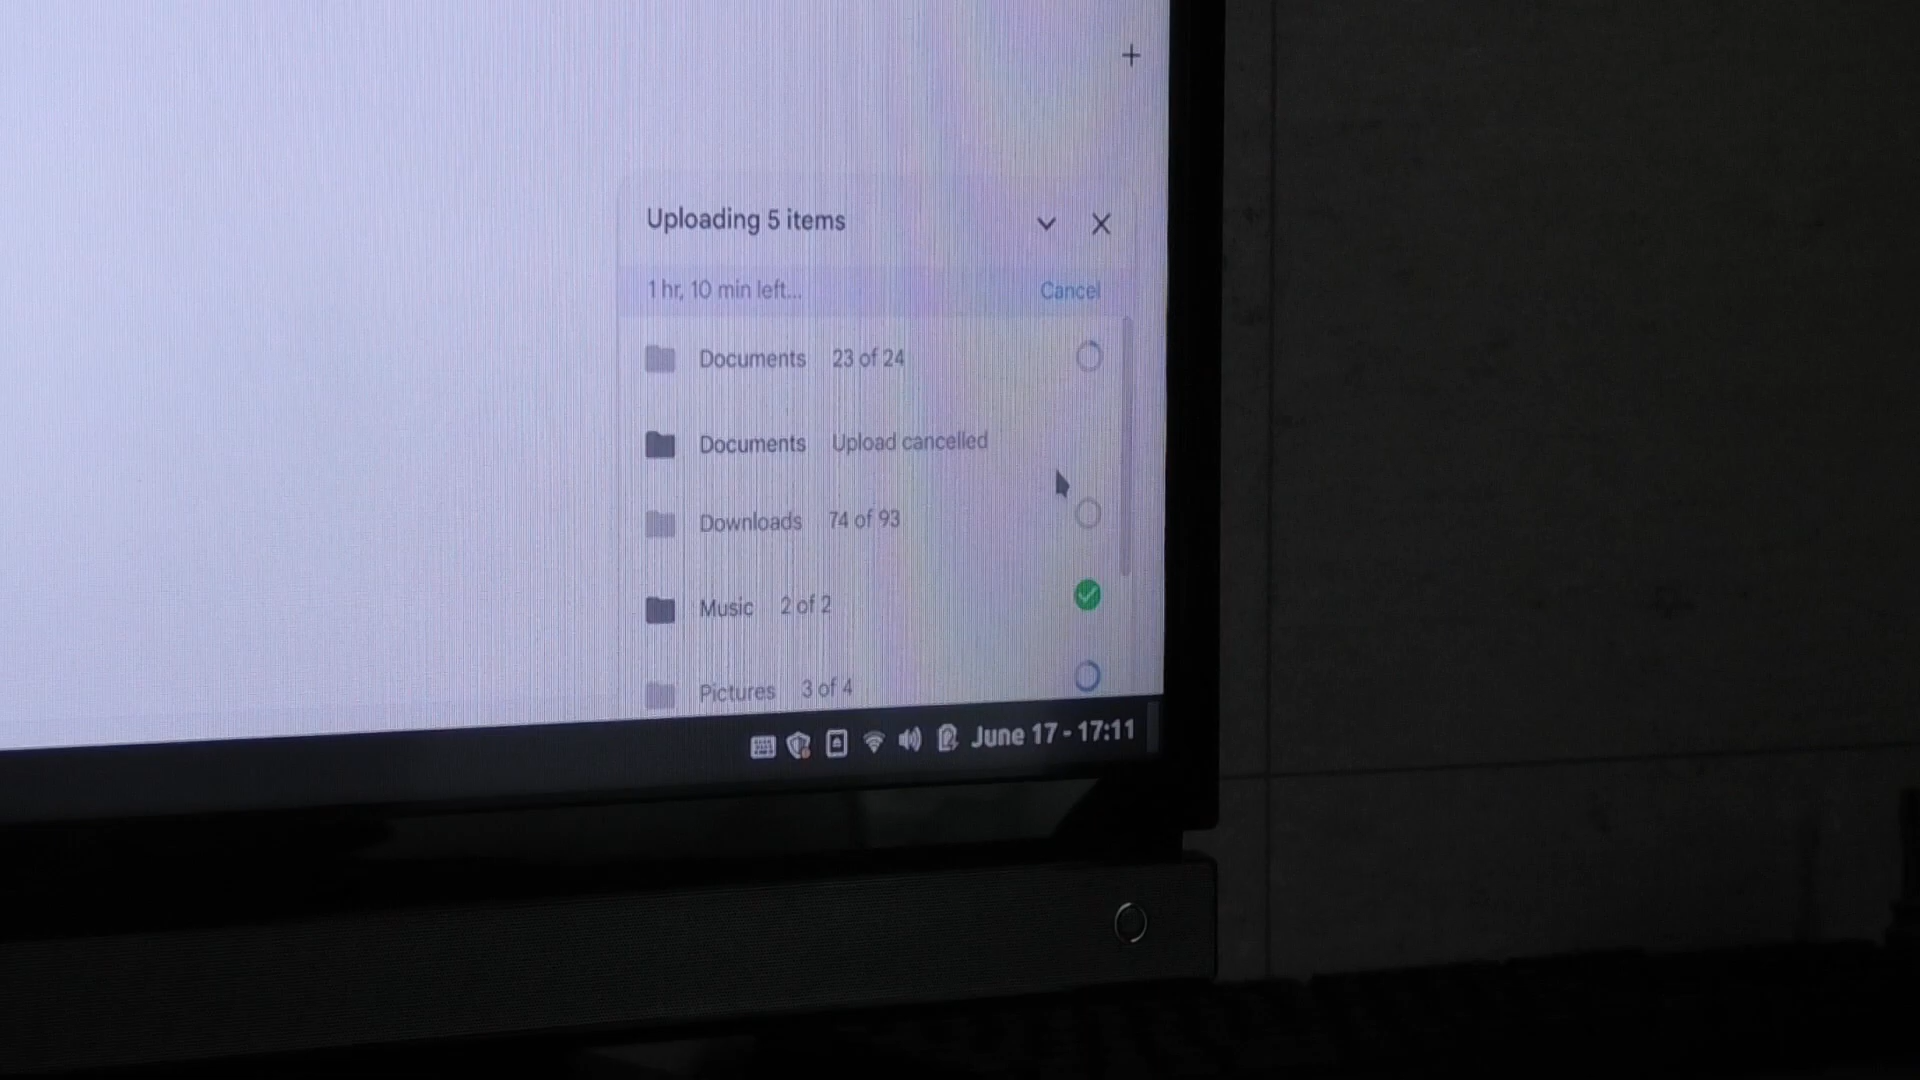 Uploading 5 items
1 hr, 10 min left...
Cancel
Documents 23 of 24
Documents Upload cancelled
Downloads 74 of 93
Music 2 of 2
Pictures 3 of 4
June 17 - 17:11